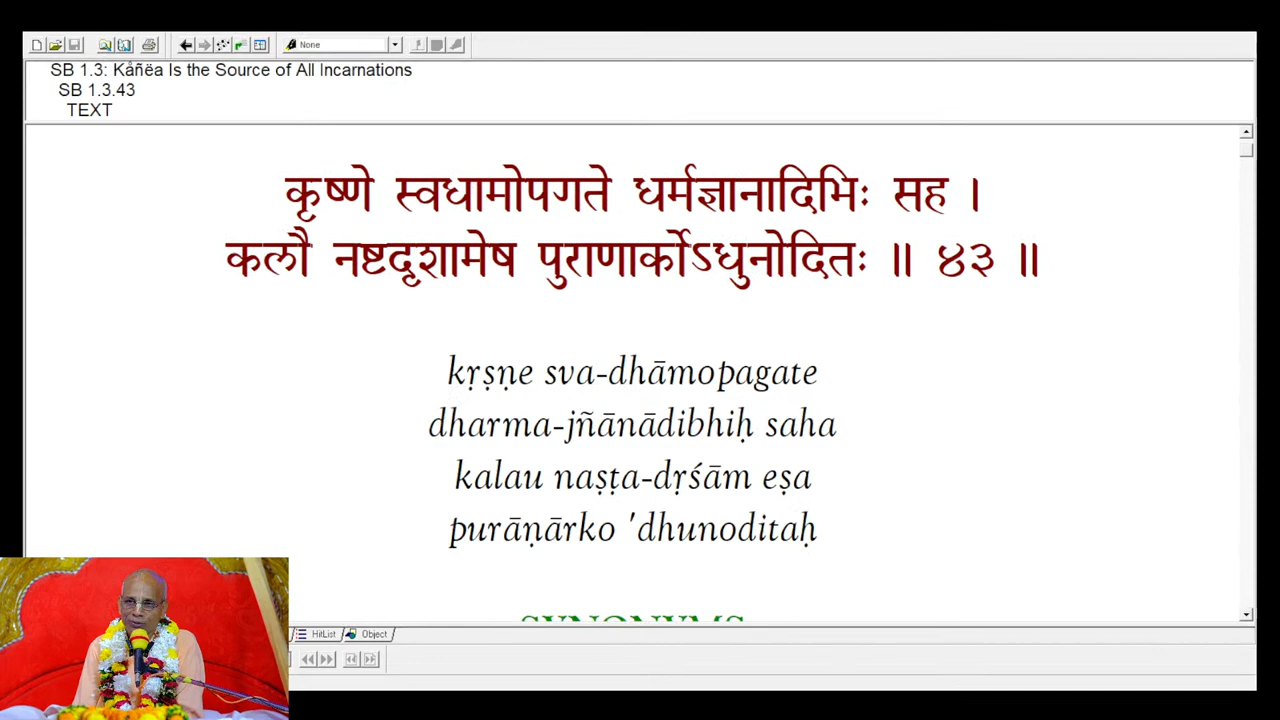 None
SB 1.3: Kåñëa Is the Source of All Incarnations
SB 1.3.43
TEXT
कृष्णे स्वधामोपगते धर्मज्ञानादिभिः सह ।
कलौ नष्टदृशामेष पुराणार्कोऽधुनोदितः ॥ ४३ ॥
kṛṣṇe sva-dhāmopagate
dharma-jñānādibhiḥ saha
kalau naṣṭa-dṛśām eṣa
purāṇārko 'dhunoditaḥ
SYNONYMS
HitList Object